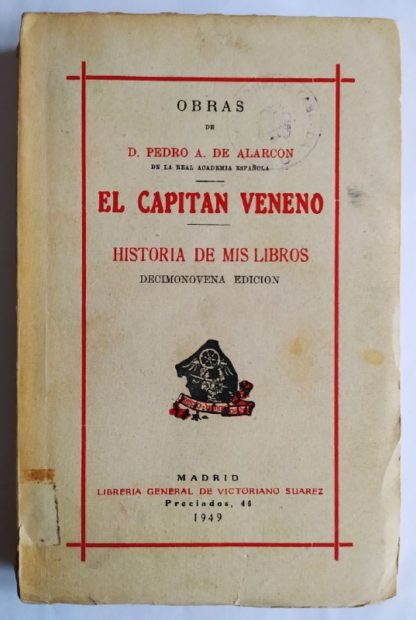 OBRAS
DE
D. PEDRO A. DE ALARCON
DE LA REAL ACADEMIA ESPAÑOLA
EL CAPITAN VENENO
HISTORIA DE MIS LIBROS
DECIMONOVENA EDICION
MADRID
LIBRERIA GENERAL DE VICTORIANO SUAREZ
Preciados, 46
1949